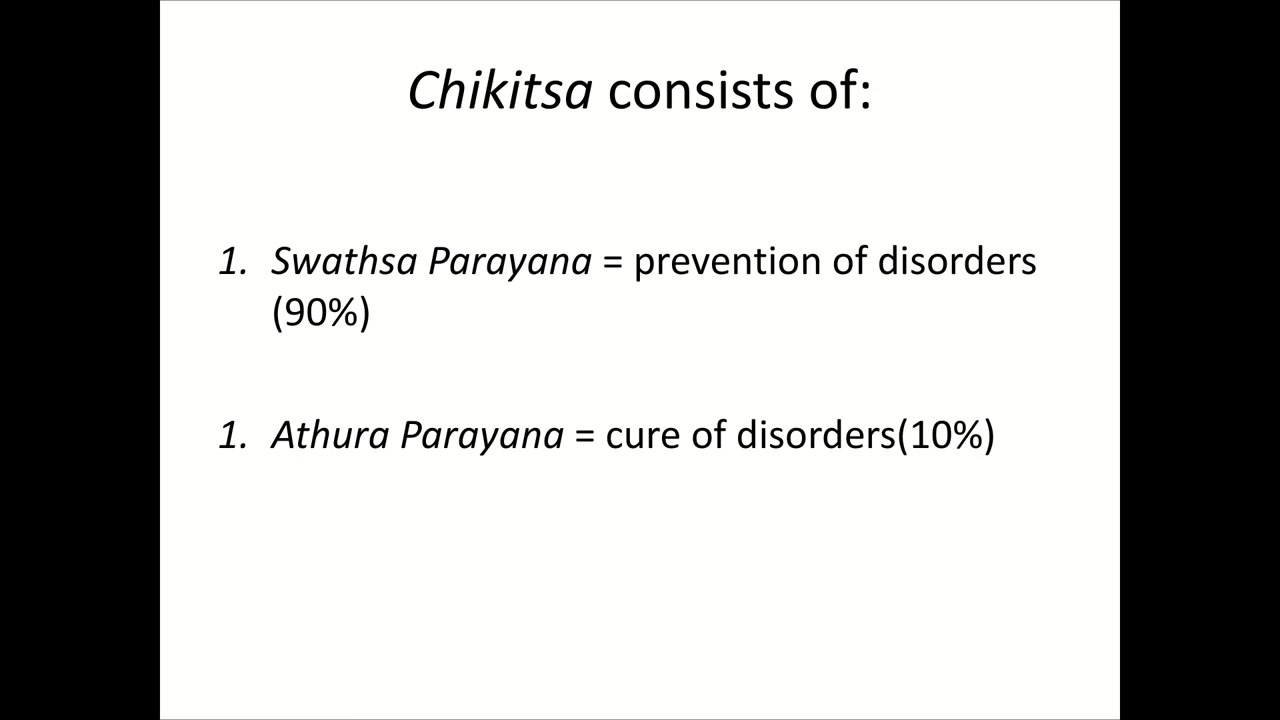 Chikitsa consists of:
1. Swathsa Parayana = prevention of disorders
(90%)
1. Athura Parayana = cure of disorders(10%)